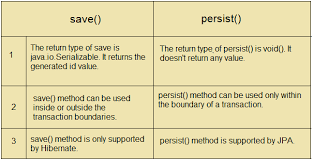 save()
persist()
1
The return type of save is
java.io.Serializable. It returns the
generated id value.
The return type of persist() is void(). It
doesn't return any value.
2
save() method can be used
inside or outside the
transaction boundaries.
persist() method can be used only within
the boundary of a transaction.
3
save() method is only supported
by Hibernate.
persist() method is supported by JPA.